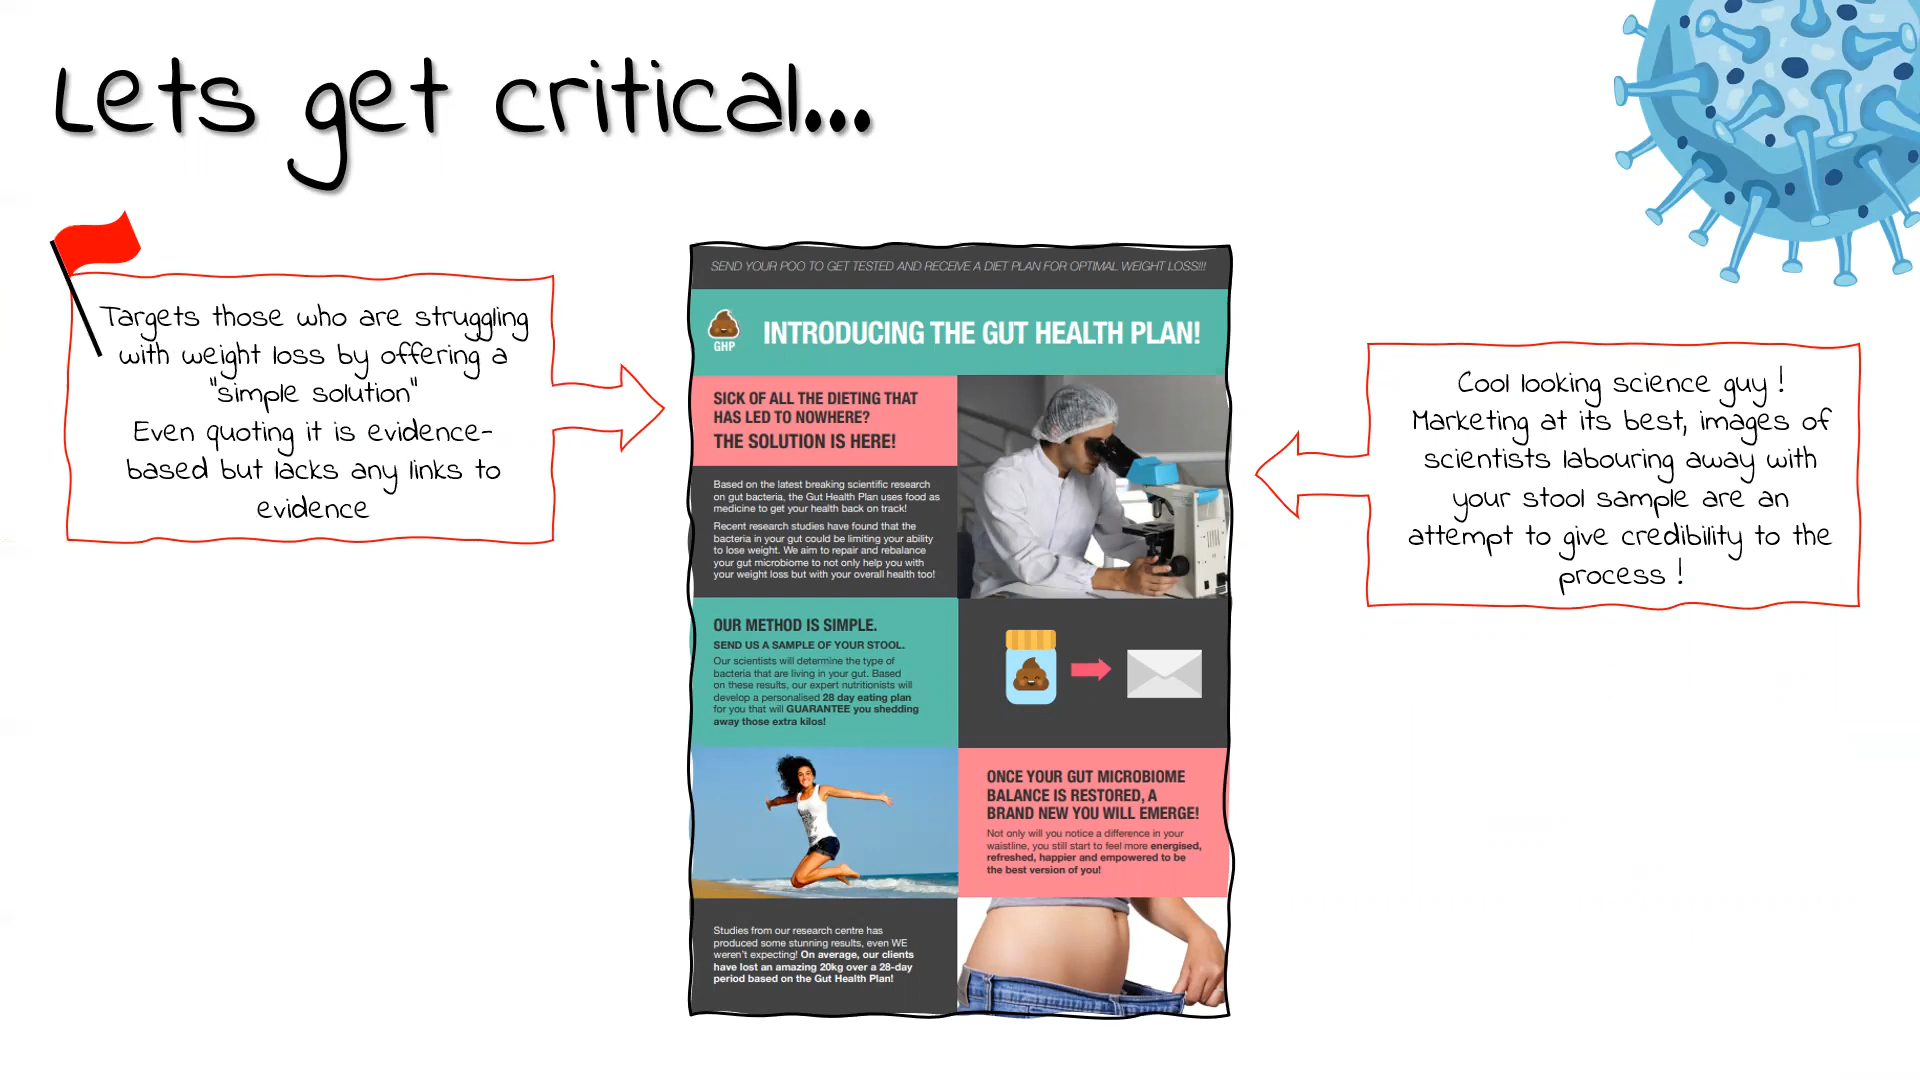 Lets get critical...
Targets those who are struggling
with weight loss by offering a
"simple solution"
Even quoting it is evidence-
based but lacks any links to
evidence
SEND YOUR POO TO GET TESTED AND RECEIVE A DIET PLAN FOR OPTIMAL WEIGHT LOSS!!!
GHP
INTRODUCING THE GUT HEALTH PLAN!
SICK OF ALL THE DIETING THAT
HAS LED TO NOWHERE?
THE SOLUTION IS HERE!
Based on the latest breaking scientific research
on gut bacteria, the Gut Health Plan uses food as
medicine to get your health back on track!
Recent research studies have found that the
bacteria in your gut could be limiting your ability
to lose weight. We aim to repair and rebalance
your gut microbiome to not only help you with
your weight loss but with your overall health too!
OUR METHOD IS SIMPLE.
SEND US A SAMPLE OF YOUR STOOL.
Our scientists will determine the type of
bacteria that are living in your gut. Based
on these results, our expert nutritionists will
develop a personalised 28 day eating plan
for you that will GUARANTEE you shedding
away those extra kilos!
ONCE YOUR GUT MICROBIOME
BALANCE IS RESTORED, A
BRAND NEW YOU WILL EMERGE!
Not only will you notice a difference in your
waistline, you still start to feel more energised,
refreshed, happier and empowered to be
the best version of you!
Studies from our research centre has
produced some stunning results, even WE
weren't expecting! On average, our clients
have lost an amazing 20kg over a 28-day
period based on the Gut Health Plan!
Cool looking science guy !
Marketing at its best, images of
scientists labouring away with
your stool sample are an
attempt to give credibility to the
process !